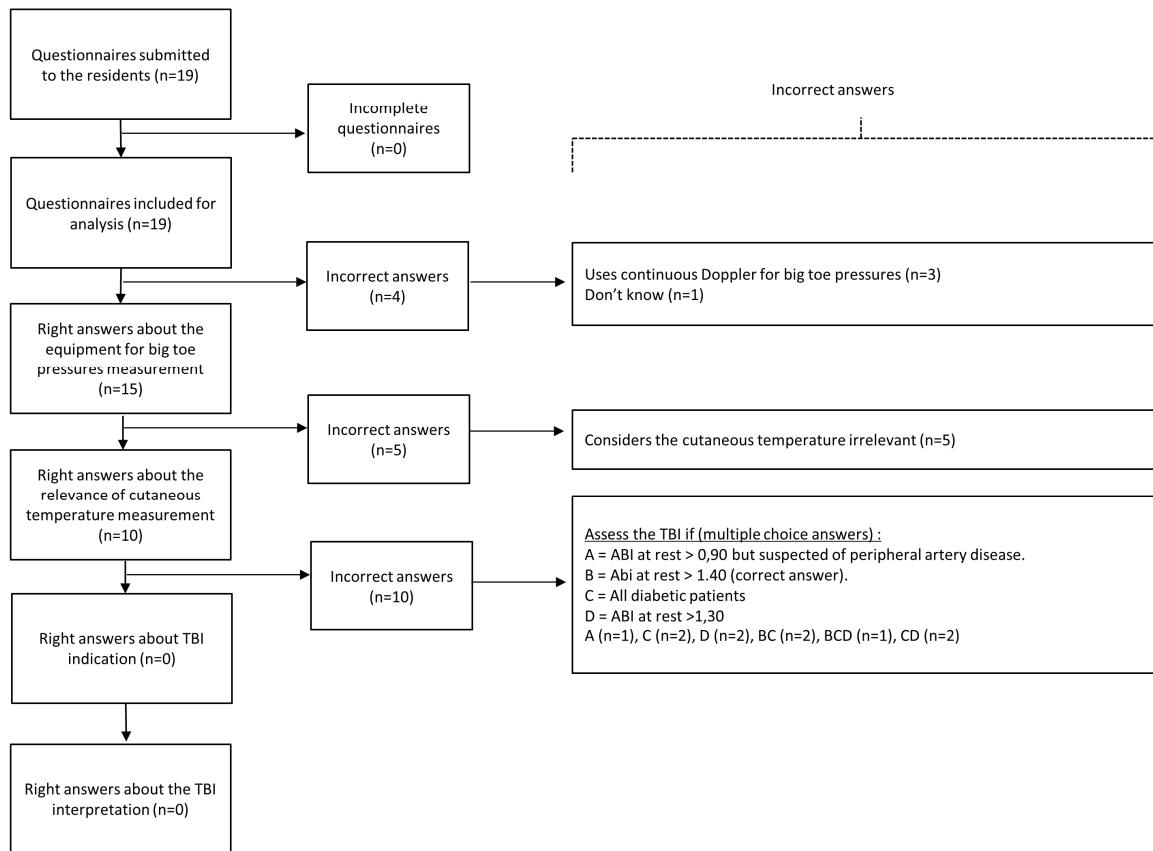 Questionnaires submitted
to the residents (n=19)
Incomplete
questionnaires
(n=0)
Incorrect answers
Questionnaires included for
analysis (n=19)
Incorrect answers
(n=4)
Uses continuous Doppler for big toe pressures (n=3)
Don't know (n=1)
Right answers about the
equipment for big toe
pressures measurement
(n=15)
Incorrect answers
(n=5)
Considers the cutaneous temperature irrelevant (n=5)
Right answers about the
relevance of cutaneous
temperature measurement
(n=10)
Incorrect answers
(n=10)
Assess the TBI if (multiple choice answers) :
A = ABI at rest > 0,90 but suspected of peripheral artery disease.
B = Abi at rest > 1.40 (correct answer).
C = All diabetic patients
D = ABI at rest >1,30
A (n=1), C (n=2), D (n=2), BC (n=2), BCD (n=1), CD (n=2)
Right answers about TBI
indication (n=0)
Right answers about the TBI
interpretation (n=0)